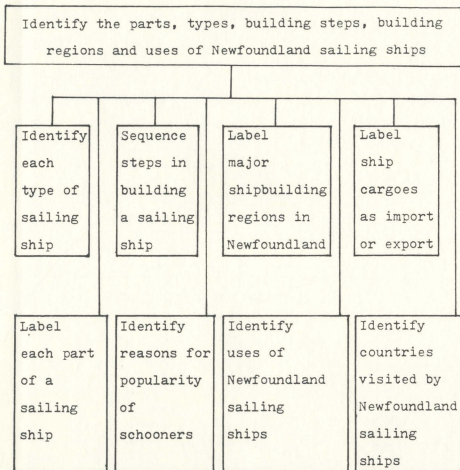 Identify the parts, types, building steps, building
regions and uses of Newfoundland sailing ships
Identify
each
type of
sailing
ship
Sequence
steps in
building
a sailing
ship
Label
major
shipbuilding
regions in
Newfoundland
Label
ship
cargoes
as import
or export
Label
each part
of a
sailing
ship
Identify
reasons for
popularity
of
schooners
Identify
uses of
Newfoundland
sailing
ships
Identify
countries
visited by
Newfoundland
sailing
ships